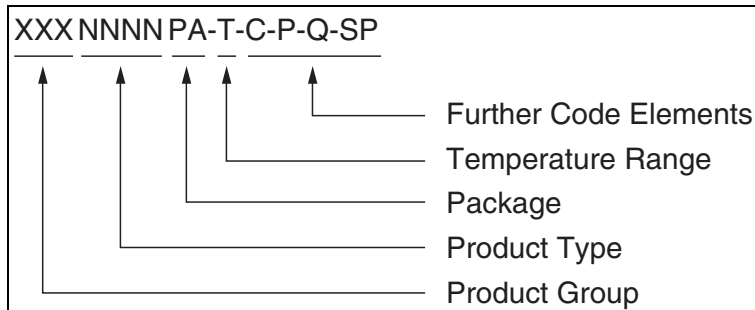 XXX NNNN PA-T-C-P-Q-SP
Further Code Elements
Temperature Range
Package
Product Type
Product Group